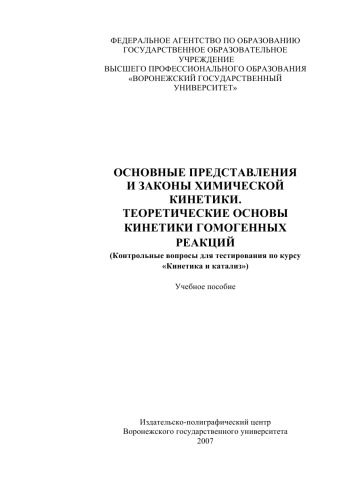 ФЕДЕРАЛЬНОЕ АГЕНТСТВО ПО ОБРАЗОВАНИЮ
ГОСУДАРСТВЕННОЕ ОБРАЗОВАТЕЛЬНОЕ
УЧРЕЖДЕНИЕ
ВЫСШЕГО ПРОФЕССИОНАЛЬНОГО ОБРАЗОВАНИЯ
«ВОРОНЕЖСКИЙ ГОСУДАРСТВЕННЫЙ
УНИВЕРСИТЕТ»
ОСНОВНЫЕ ПРЕДСТАВЛЕНИЯ
И ЗАКОНЫ ХИМИЧЕСКОЙ
КИНЕТИКИ.
ТЕОРЕТИЧЕСКИЕ ОСНОВЫ
КИНЕТИКИ ГОМОГЕННЫХ
РЕАКЦИЙ
(Контрольные вопросы для тестирования по курсу
«Кинетика и катализ»)
Учебное пособие
Издательско-полиграфический центр
Воронежского государственного университета
2007